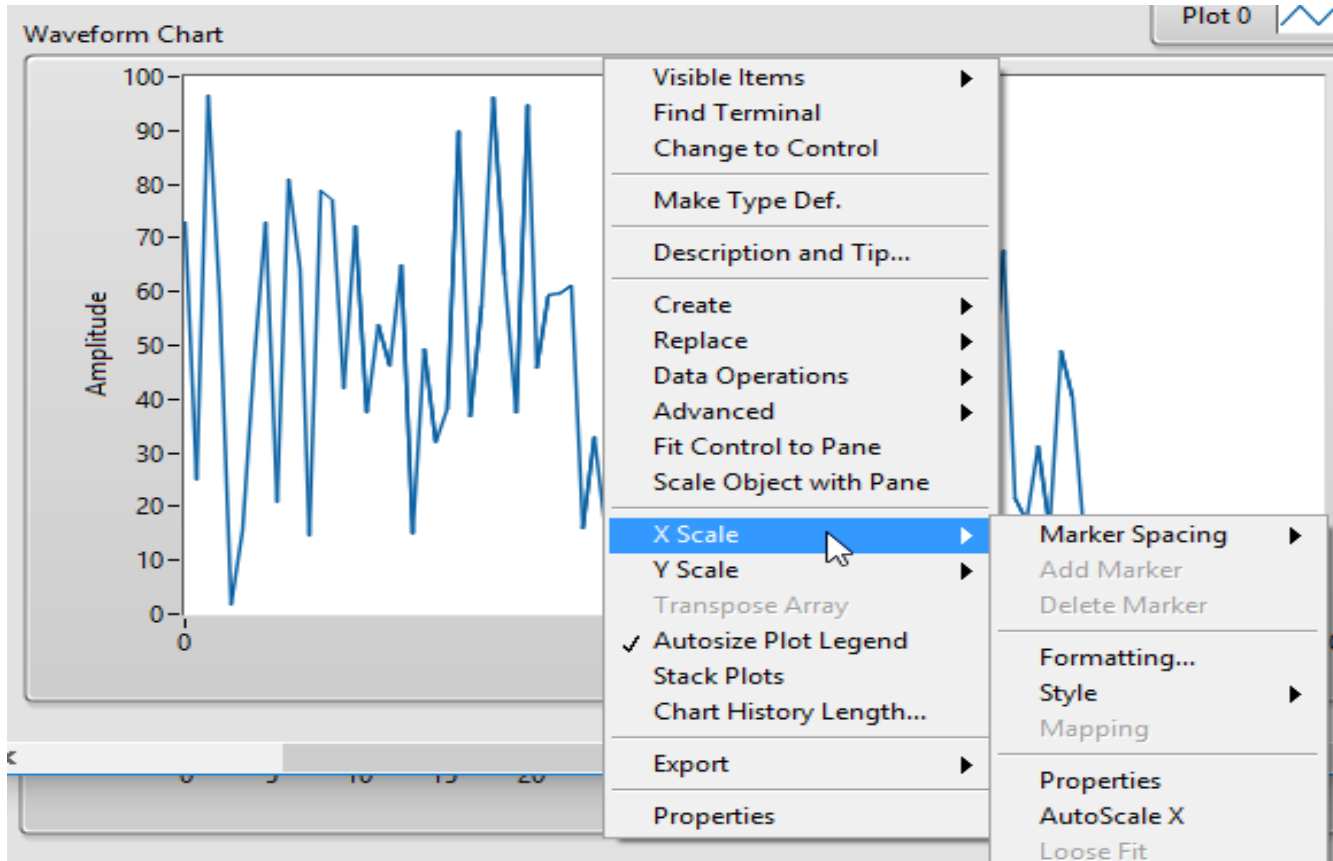 Plot 0
Waveform Chart
100
90
80
70
60
50
40
30
20
10
0
Amplitude
0
Visible Items
Find Terminal
Change to Control
Make Type Def.
Description and Tip...
Create
Replace
Data Operations
Advanced
Fit Control to Pane
Scale Object with Pane
X Scale
Y Scale
Transpose Array
Autosize Plot Legend
Stack Plots
Chart History Length...
Export
Properties
Marker Spacing
Add Marker
Delete Marker
Formatting...
Style
Mapping
Properties
AutoScale X
Loose Fit
0 5 10 15 20